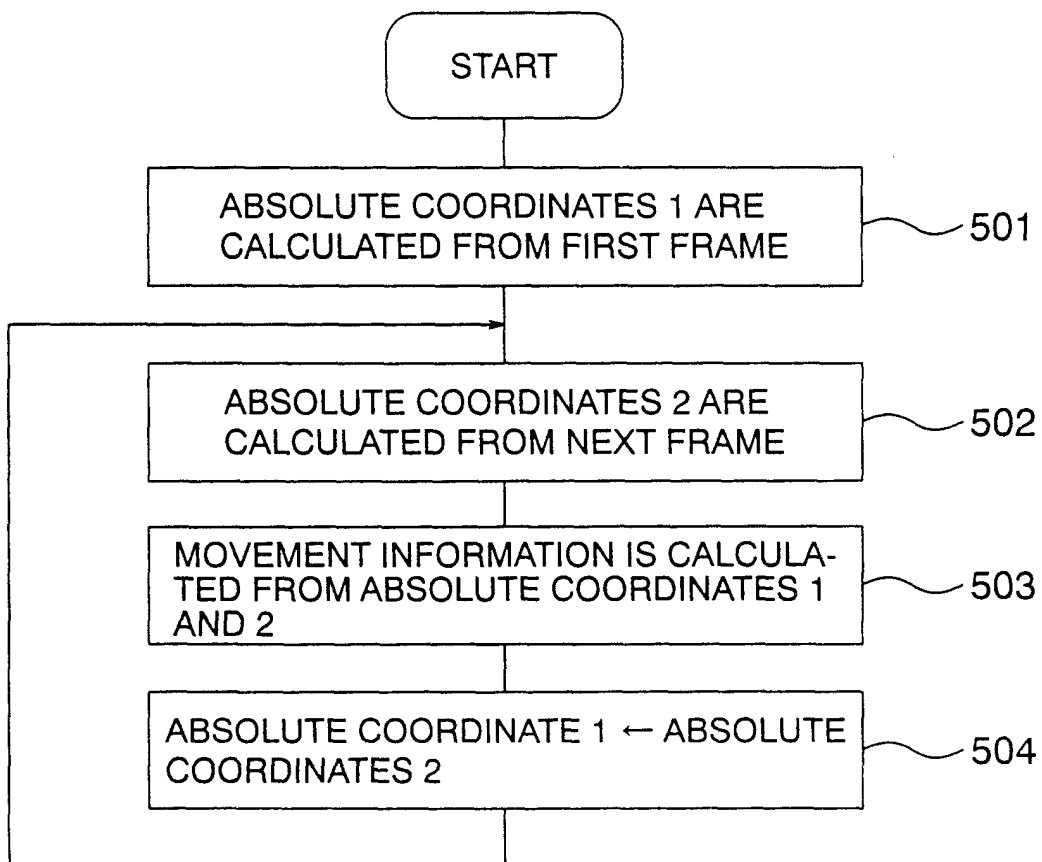 START
ABSOLUTE COORDINATES 1 ARE
CALCULATED FROM FIRST FRAME
501
ABSOLUTE COORDINATES 2 ARE
CALCULATED FROM NEXT FRAME
502
MOVEMENT INFORMATION IS CALCULA-
TED FROM ABSOLUTE COORDINATES 1
AND 2
503
ABSOLUTE COORDINATE 1 ← ABSOLUTE
COORDINATES 2
504